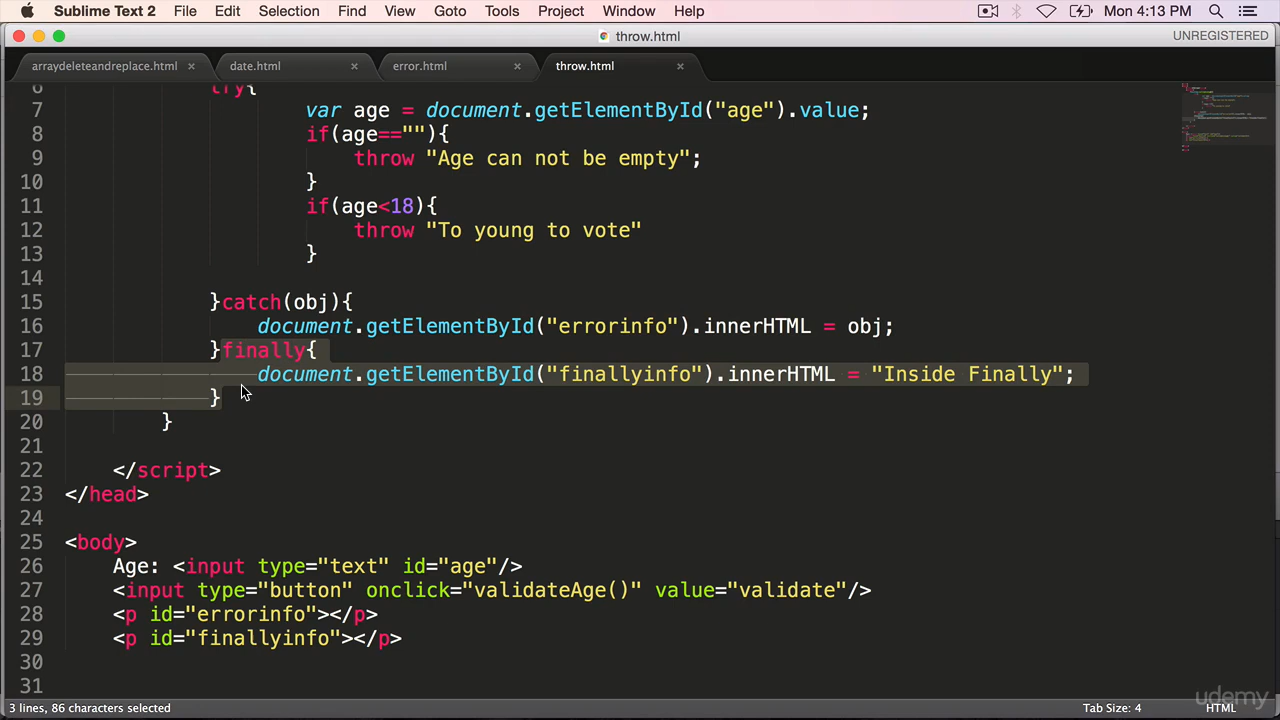 Sublime Text 2 File Edit Selection Find View Goto Tools Project Window Help Mon 4:13 PM
throw.html UNREGISTERED
arraydeleteandreplace.html × date.html × error.html × throw.html ×
6 try{
7 var age = document.getElementById("age").value;
8 if(age==""){
9 throw "Age can not be empty";
10 }
11 if(age<18){
12 throw "To young to vote"
13 }
14
15 }catch(obj){
16 document.getElementById("errorinfo").innerHTML = obj;
17 }finally{
18 document.getElementById("finallyinfo").innerHTML = "Inside Finally";
19 }
20 }
21
22 </script>
23 </head>
24
25 <body>
26 Age: <input type="text" id="age"/>
27 <input type="button" onclick="validateAge()" value="validate"/>
28 <p id="errorinfo"></p>
29 <p id="finallyinfo"></p>
30
31
udemy
3 lines, 86 characters selected Tab Size: 4 HTML